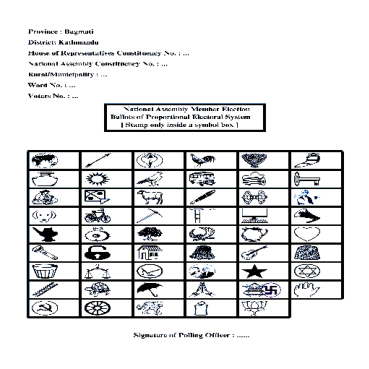 Province : Bagmati
District: Kathmandu
House of Representatives Constituency No. : ...
National Assembly Constituency No. : ...
Rural/Municipality : ...
Word No. : ...
Voters No. : ...
National Assembly Member Election
Ballots of Proportional Electoral System
[ Stamp only inside a symbol box ]
Signature of Polling Officer : ......